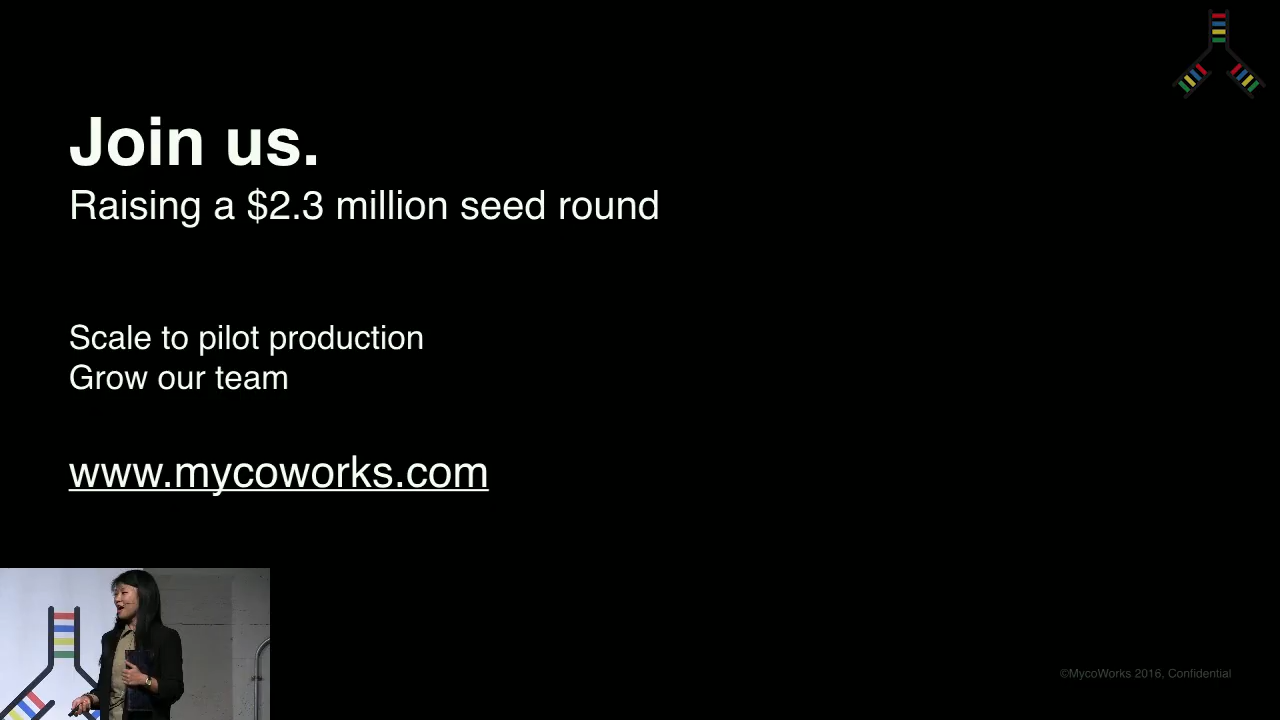 Join us.
Raising a $2.3 million seed round
Scale to pilot production
Grow our team
www.mycoworks.com
©MycoWorks 2016, Confidential